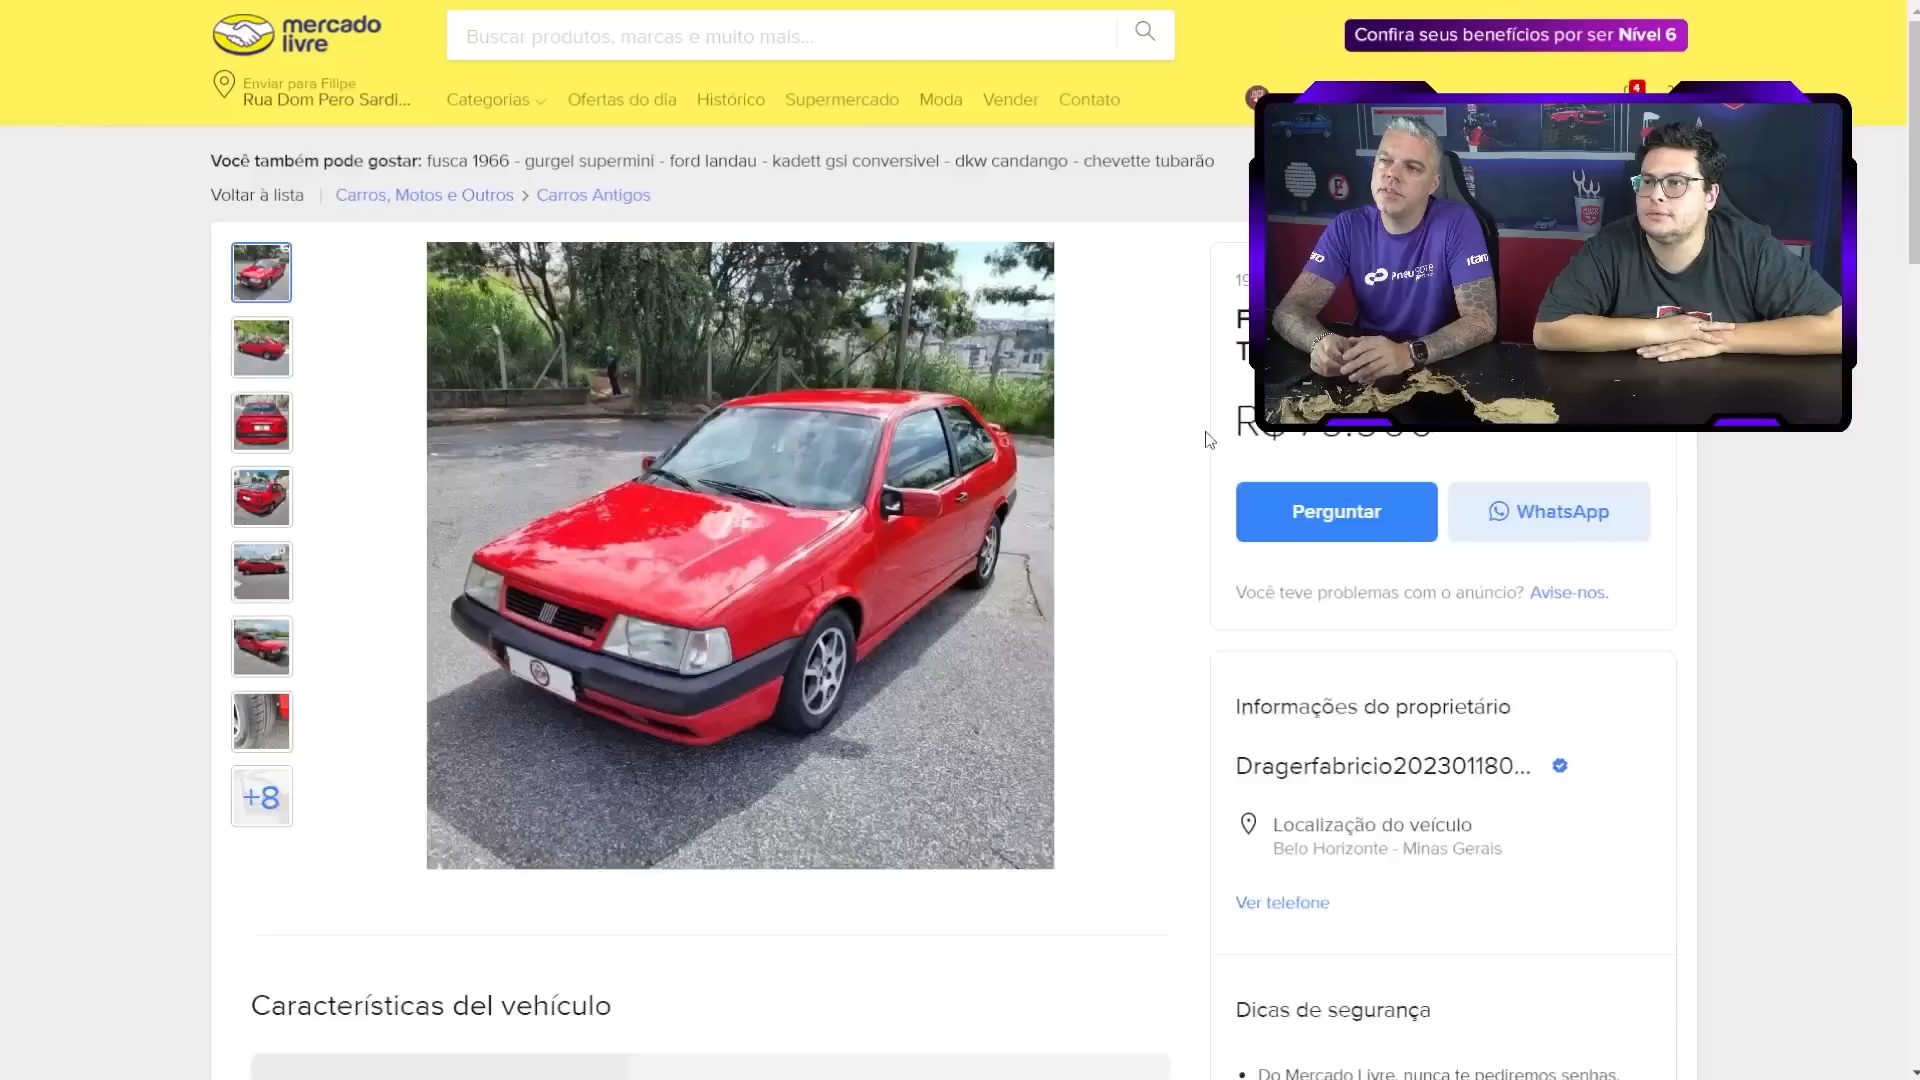 mercado
livre
Buscar produtos, marcas e muito mais...
Confira seus benefícios por ser Nível 6
Enviar para Filipe
Rua Dom Pero Sardi...
Categorias
Ofertas do dia
Histórico
Supermercado
Moda
Vender
Contato
4
Você também pode gostar: fusca 1966 - gurgel supermini - ford landau - kadett gsi conversivel - dkw candango - chevette tubarão
Voltar à lista | Carros, Motos e Outros > Carros Antigos
Pneustore
itaro
R$
Perguntar
WhatsApp
Você teve problemas com o anúncio? Avise-nos.
Informações do proprietário
Dragerfabricio202301180...
Localização do veículo
Belo Horizonte - Minas Gerais
Ver telefone
+8
Características del vehículo
Dicas de segurança
• Do Mercado Livre, nunca te pediremos senhas,